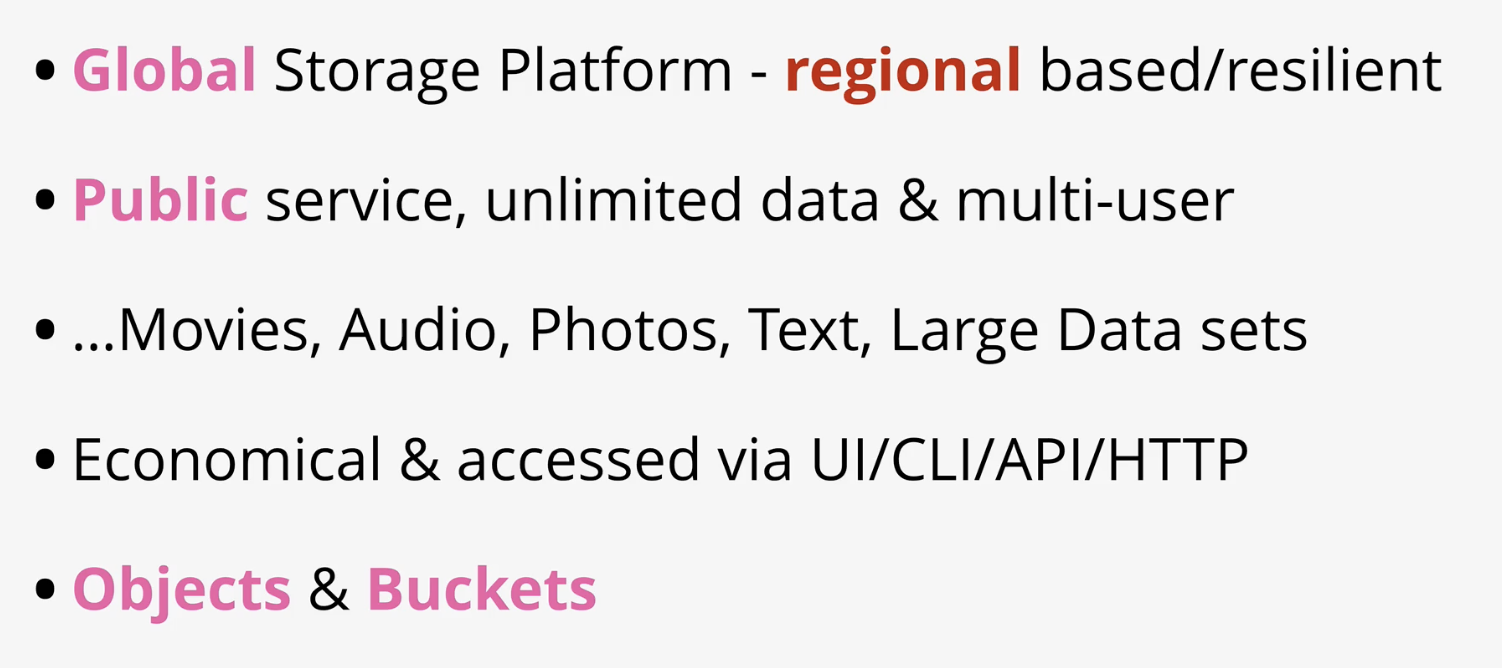 • Global Storage Platform - regional based/resilient
• Public service, unlimited data & multi-user
• ...Movies, Audio, Photos, Text, Large Data sets
• Economical & accessed via UI/CLI/API/HTTP
• Objects & Buckets